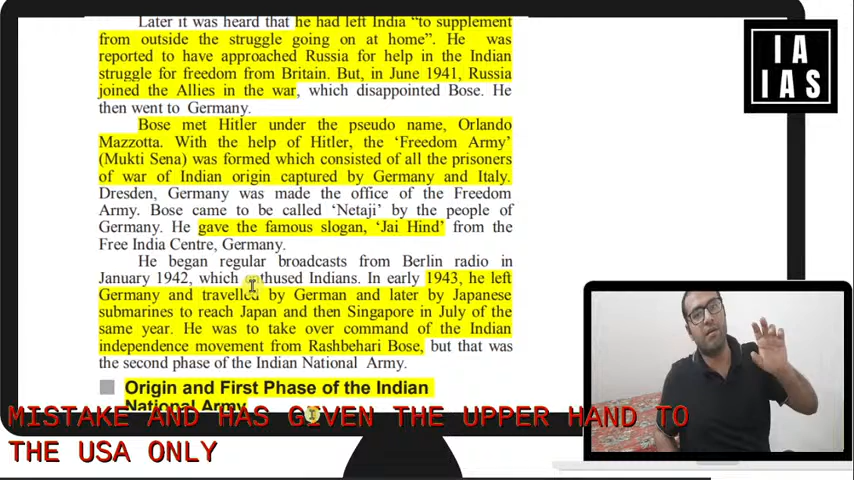 Later it was heard that he had left India “to supplement
from outside the struggle going on at home”. He was
reported to have approached Russia for help in the Indian
struggle for freedom from Britain. But, in June 1941, Russia
joined the Allies in the war, which disappointed Bose. He
then went to Germany.
Bose met Hitler under the pseudo name, Orlando
Mazzotta. With the help of Hitler, the ‘Freedom Army’
(Mukti Sena) was formed which consisted of all the prisoners
of war of Indian origin captured by Germany and Italy.
Dresden, Germany was made the office of the Freedom
Army. Bose came to be called ‘Netaji’ by the people of
Germany. He gave the famous slogan, ‘Jai Hind’ from the
Free India Centre, Germany.
He began regular broadcasts from Berlin radio in
January 1942, which enthused Indians. In early 1943, he left
Germany and travelled by German and later by Japanese
submarines to reach Japan and then Singapore in July of the
same year. He was to take over command of the Indian
independence movement from Rashbehari Bose, but that was
the second phase of the Indian National Army.
Origin and First Phase of the Indian
National Army
MISTAKE AND HAS GIVEN THE UPPER HAND TO
THE USA ONLY
IA
IAS